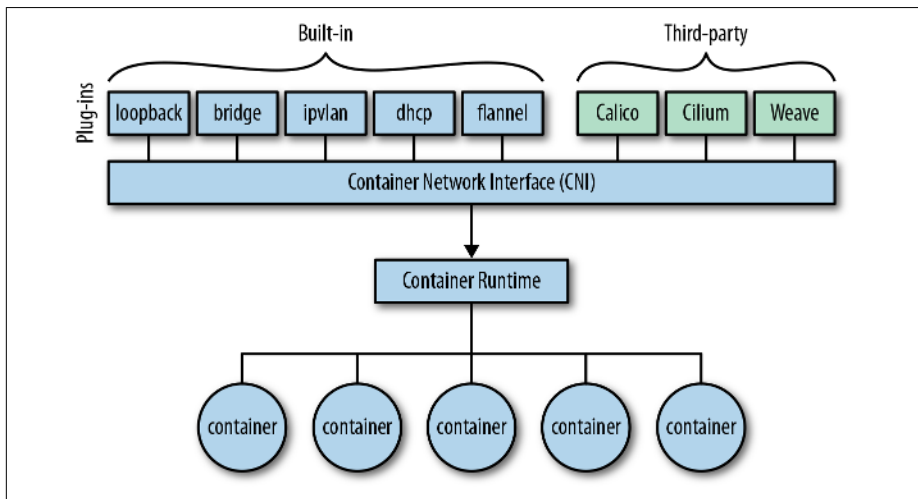 Built-in
Third-party
Plug-ins
loopback
bridge
ipvlan
dhcp
flannel
Calico
Cilium
Weave
Container Network Interface (CNI)
Container Runtime
container
container
container
container
container